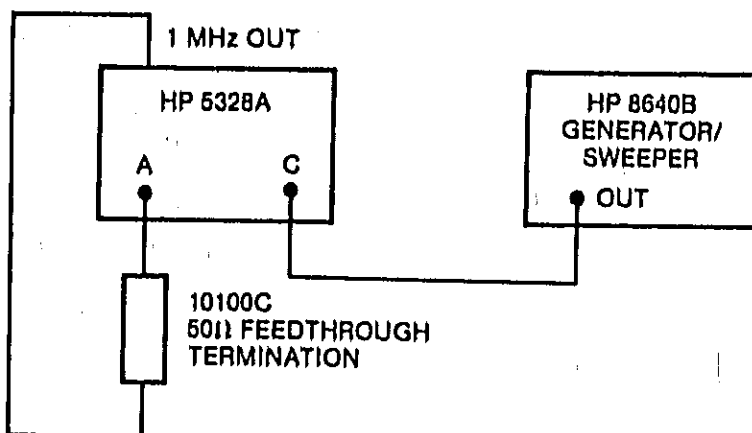 1 MHz OUT
HP 5328A
A
C
HP 8640B
GENERATOR/
SWEEPER
OUT
10100C
50Ω FEEDTHROUGH
TERMINATION